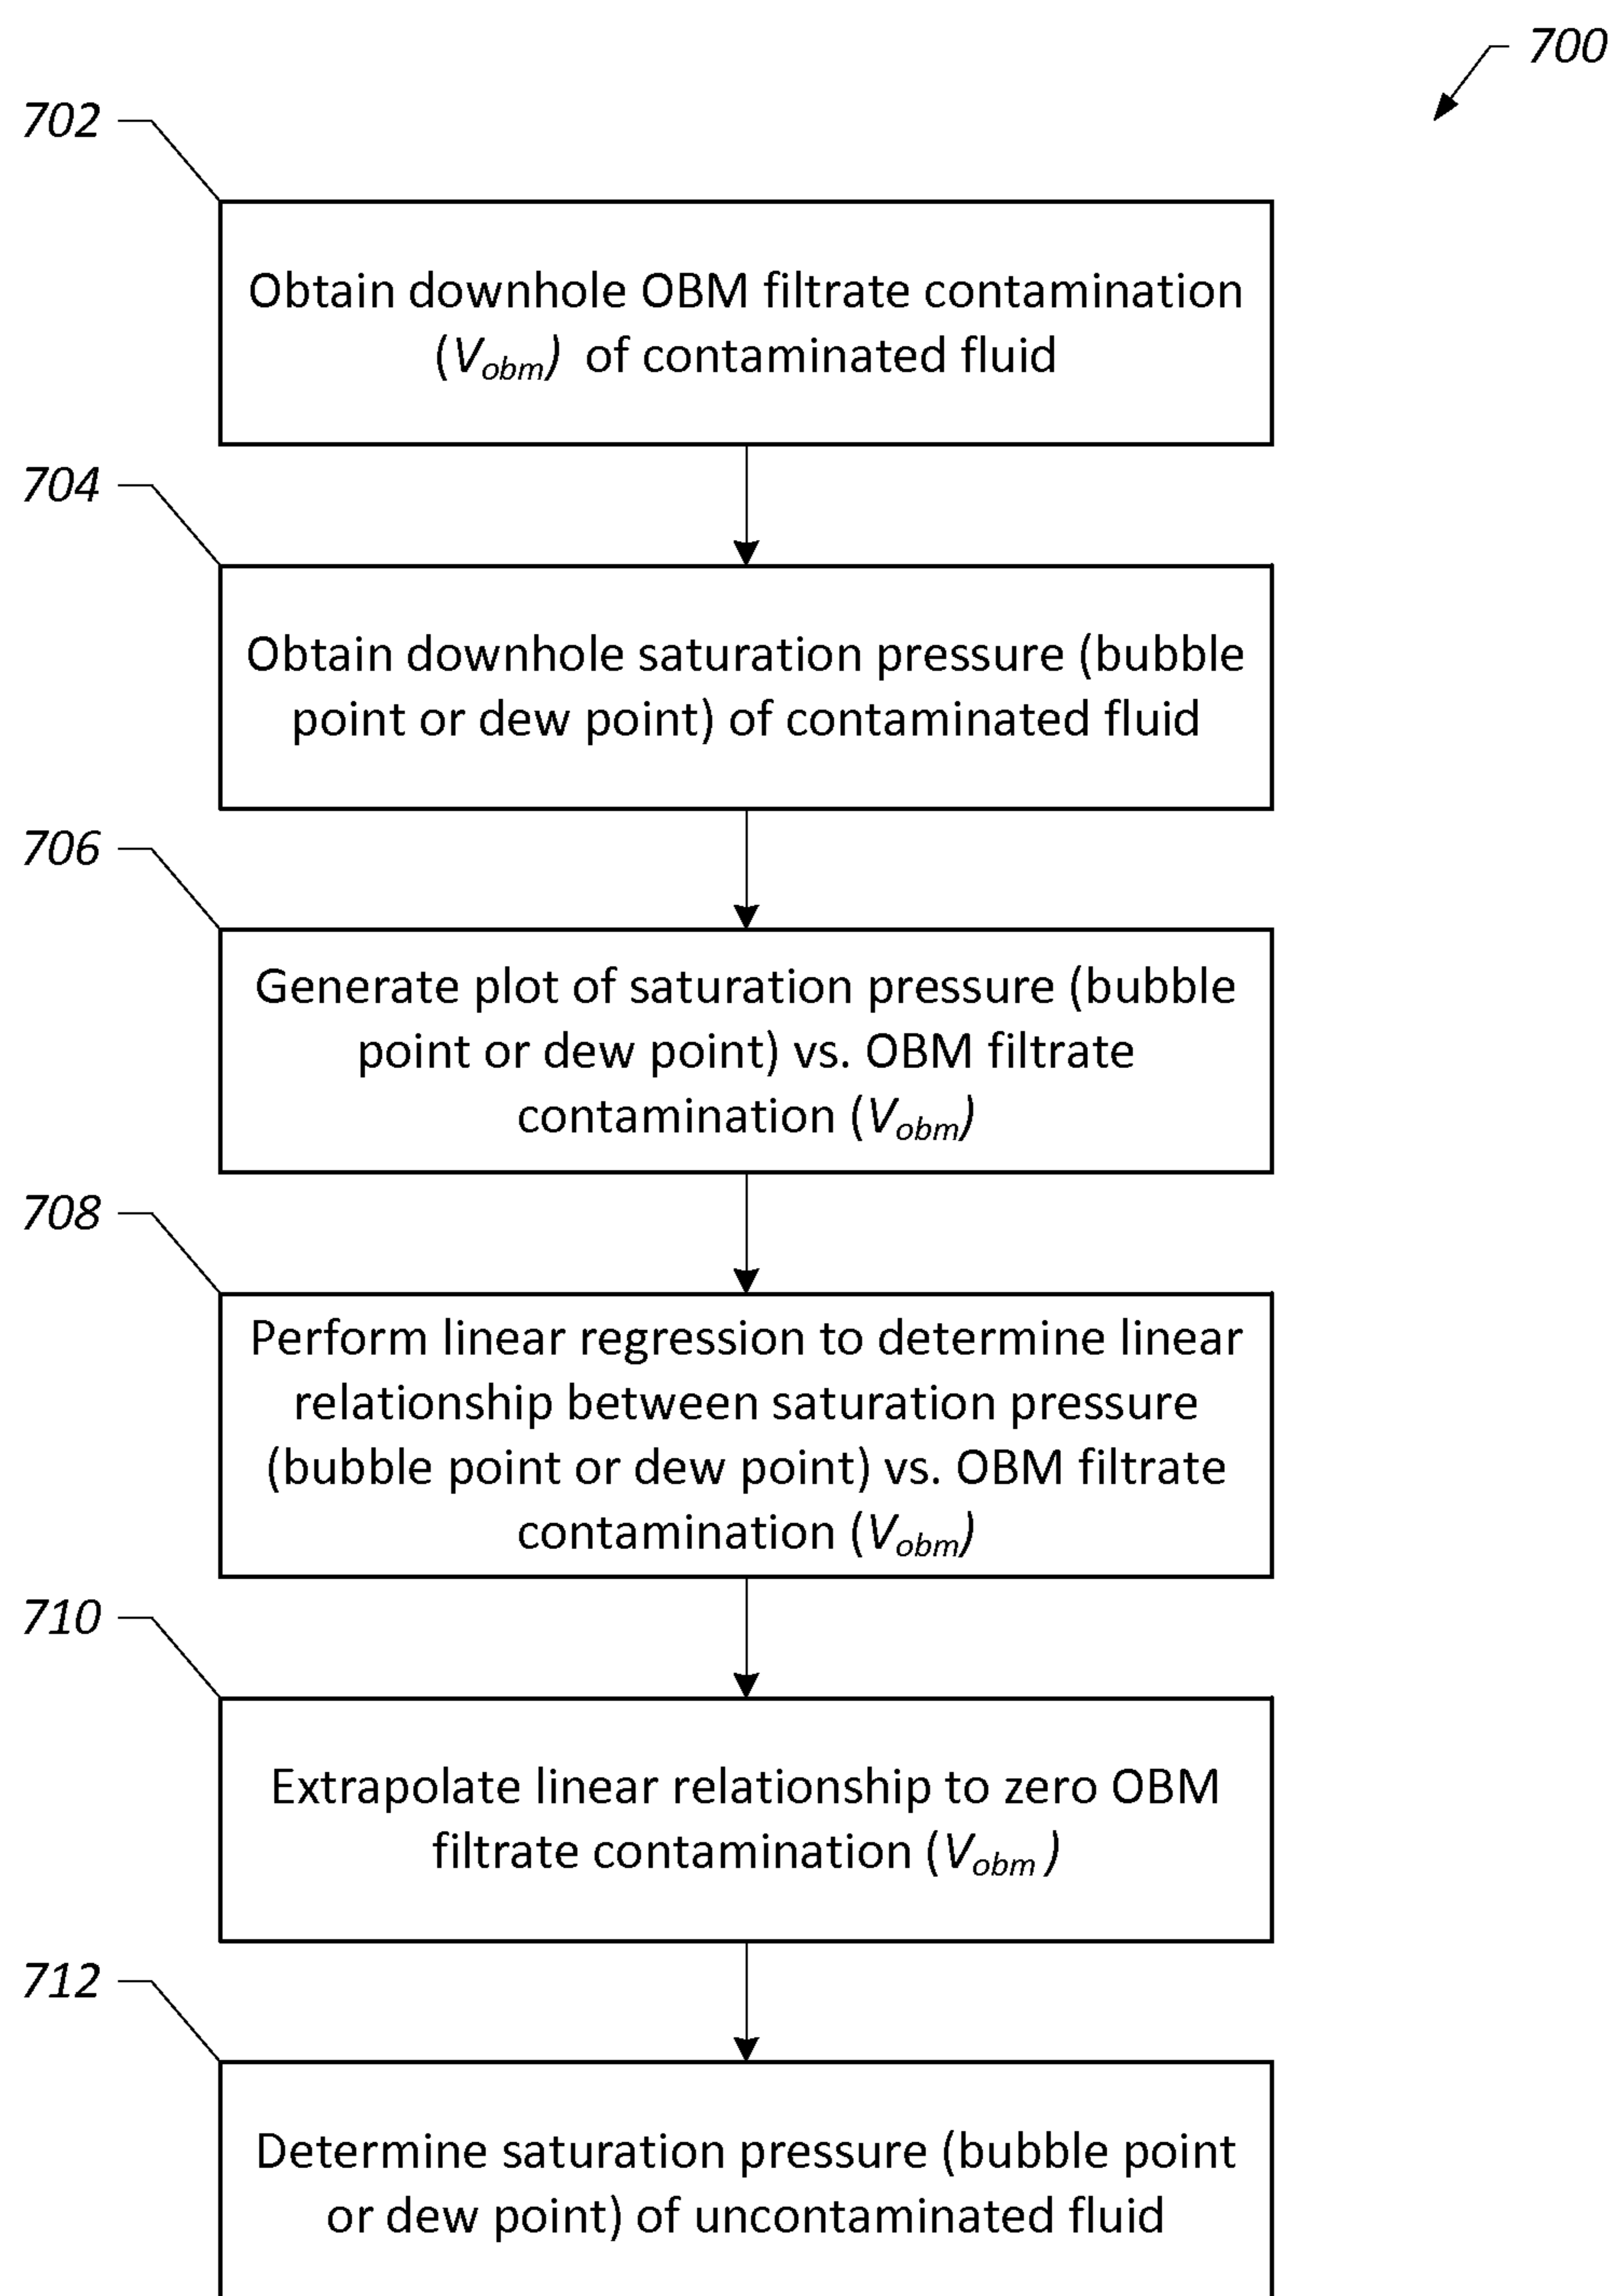 700
702
Obtain downhole OBM filtrate contamination
(Vobm) of contaminated fluid
704
Obtain downhole saturation pressure (bubble
point or dew point) of contaminated fluid
706
Generate plot of saturation pressure (bubble
point or dew point) vs. OBM filtrate
contamination (Vobm)
708
Perform linear regression to determine linear
relationship between saturation pressure
(bubble point or dew point) vs. OBM filtrate
contamination (Vobm)
710
Extrapolate linear relationship to zero OBM
filtrate contamination (Vobm )
712
Determine saturation pressure (bubble point
or dew point) of uncontaminated fluid